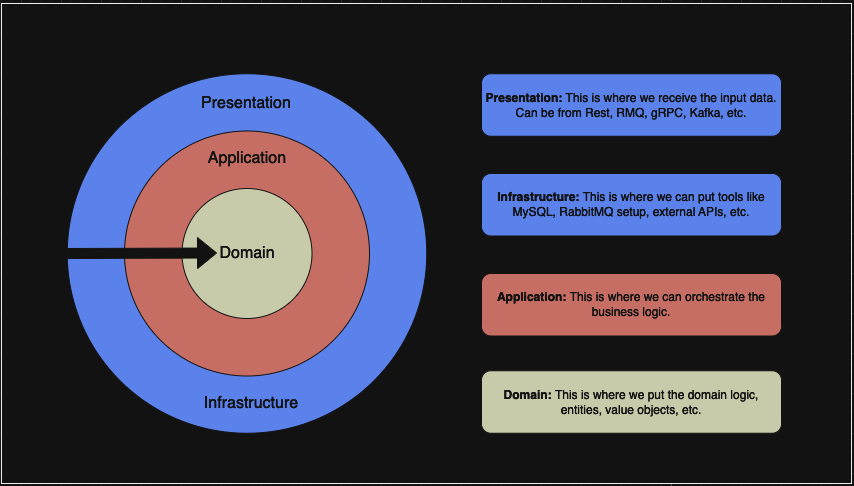 Presentation
Application
Domain
Infrastructure
Presentation: This is where we receive the input data.
Can be from Rest, RMQ, gRPC, Kafka, etc.
Infrastructure: This is where we can put tools like
MySQL, RabbitMQ setup, external APIs, etc.
Application: This is where we can orchestrate the
business logic.
Domain: This is where we put the domain logic,
entities, value objects, etc.